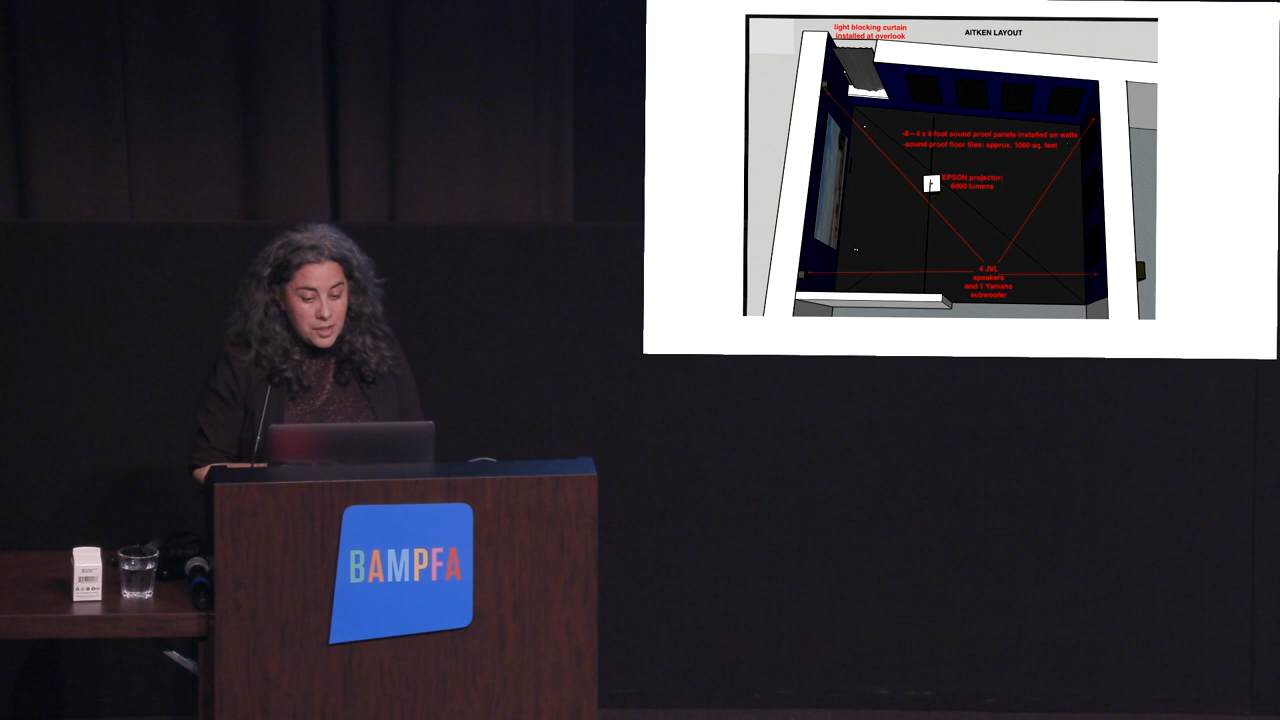 light blocking curtain
installed at overlook
AITKEN LAYOUT
-8 – 4 x 8 foot sound proof panels installed on walls
-sound proof floor tiles: approx. 1000 sq. feet
EPSON projector:
6000 lumens
4 JVL
speakers
and 1 Yamaha
subwoofer
BAMPFA